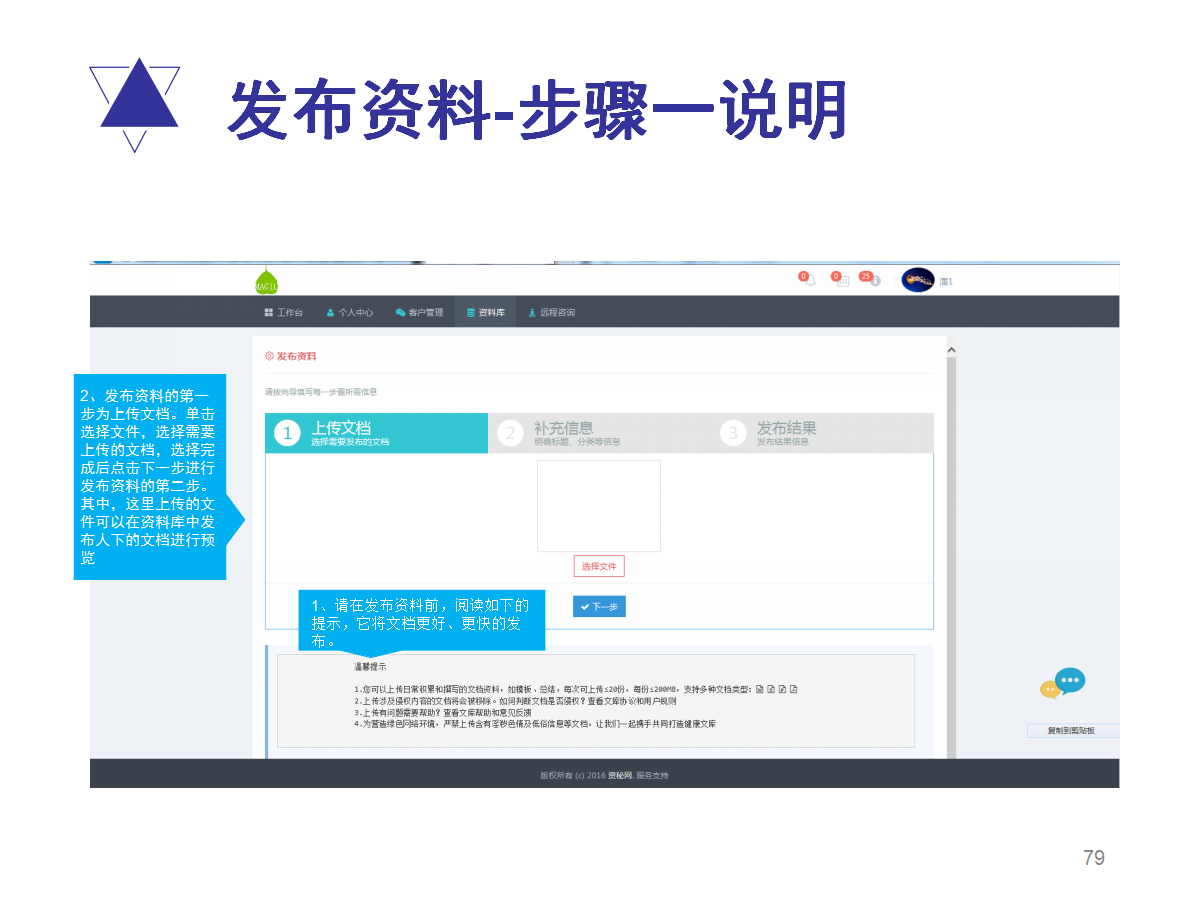 发布资料-步骤一说明
MAGIC
0
0
25
演1
工作台
个人中心
客户管理
资料库
远程咨询
发布资料
请按向导填写每一步骤所需信息
1 上传文档
选择需要发布的文档
2 补充信息
明确标题、分类等信息
3 发布结果
发布结果信息
2、发布资料的第一
步为上传文档。单击
选择文件，选择需要
上传的文档，选择完
成后点击下一步进行
发布资料的第二步。
其中，这里上传的文
件可以在资料库中发
布人下的文档进行预
览
选择文件
下一步
1、请在发布资料前，阅读如下的
提示，它将文档更好、更快的发
布。
温馨提示
1.您可以上传日常积累和撰写的文档资料，如模板、总结，每次可上传≤20份，每份≤200MB，支持多种文档类型：
2.上传涉及侵权内容的文档将会被移除。如何判断文档是否侵权？查看文库协议和用户规则
3.上传有问题需要帮助？查看文库帮助和意见反馈
4.为营造绿色网络环境，严禁上传含有淫秽色情及低俗信息等文档，让我们一起携手共同打造健康文库
复制到剪贴板
版权所有 (c) 2016 资秘网. 服务支持
79